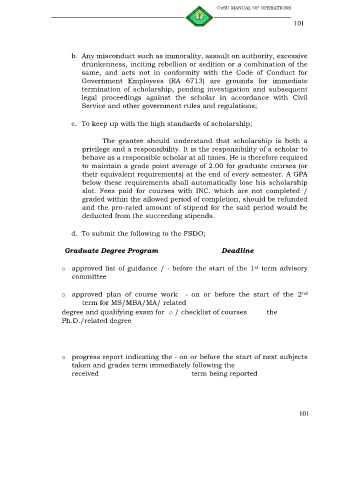 CvSU MANUAL OF OPERATIONS
101
b. Any misconduct such as immorality, assault on authority, excessive
drunkenness, inciting rebellion or sedition or a combination of the
same, and acts not in conformity with the Code of Conduct for
Government Employees (RA 6713) are grounds for immediate
termination of scholarship, pending investigation and subsequent
legal proceedings against the scholar in accordance with Civil
Service and other government rules and regulations;
c. To keep up with the high standards of scholarship;
The grantee should understand that scholarship is both a
privilege and a responsibility. It is the responsibility of a scholar to
behave as a responsible scholar at all times. He is therefore required
to maintain a grade point average of 2.00 for graduate courses (or
their equivalent requirements) at the end of every semester. A GPA
below these requirements shall automatically lose his scholarship
slot. Fees paid for courses with INC. which are not completed /
graded within the allowed period of completion, should be refunded
and the pro-rated amount of stipend for the said period would be
deducted from the succeeding stipends.
d. To submit the following to the FSDO;
Graduate Degree Program Deadline
o approved list of guidance / - before the start of the 1st term advisory
committee
o approved plan of course work - on or before the start of the 2nd
term for MS/MBA/MA/ related
degree and qualifying exam for o / checklist of courses the
Ph.D./related degree
o progress report indicating the - on or before the start of next subjects
taken and grades term immediately following the
received term being reported
101